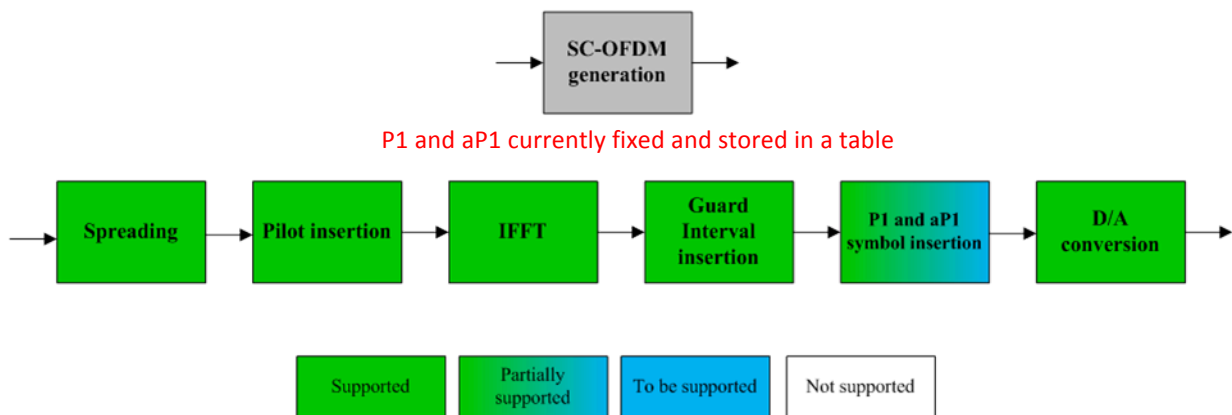 SC-OFDM
generation
P1 and aP1 currently fixed and stored in a table
Spreading
Pilot insertion
IFFT
Guard
Interval
insertion
P1 and aP1
symbol insertion
D/A
conversion
Supported
Partially
supported
To be supported
Not supported